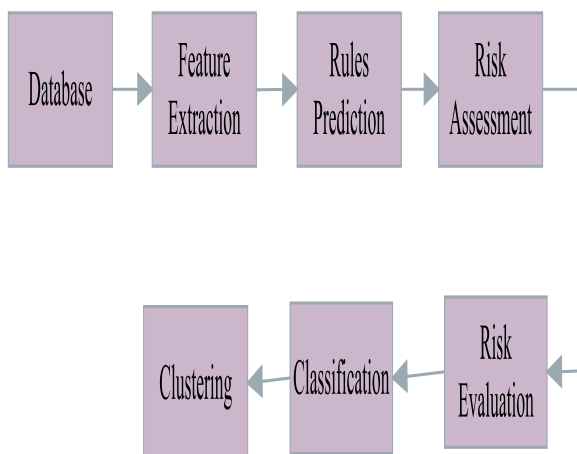 Database
Feature
Extraction
Rules
Prediction
Risk
Assessment
Risk
Evaluation
Classification
Clustering